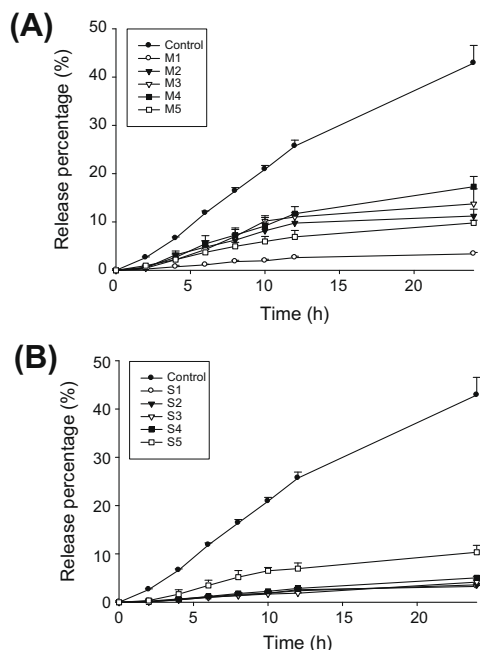 (A)
Release percentage (%)
50
40
30
20
10
0
Control
M1
M2
M3
M4
M5
0 5 10 15 20
Time (h)
(B)
Release percentage (%)
50
40
30
20
10
0
Control
S1
S2
S3
S4
S5
0 5 10 15 20
Time (h)